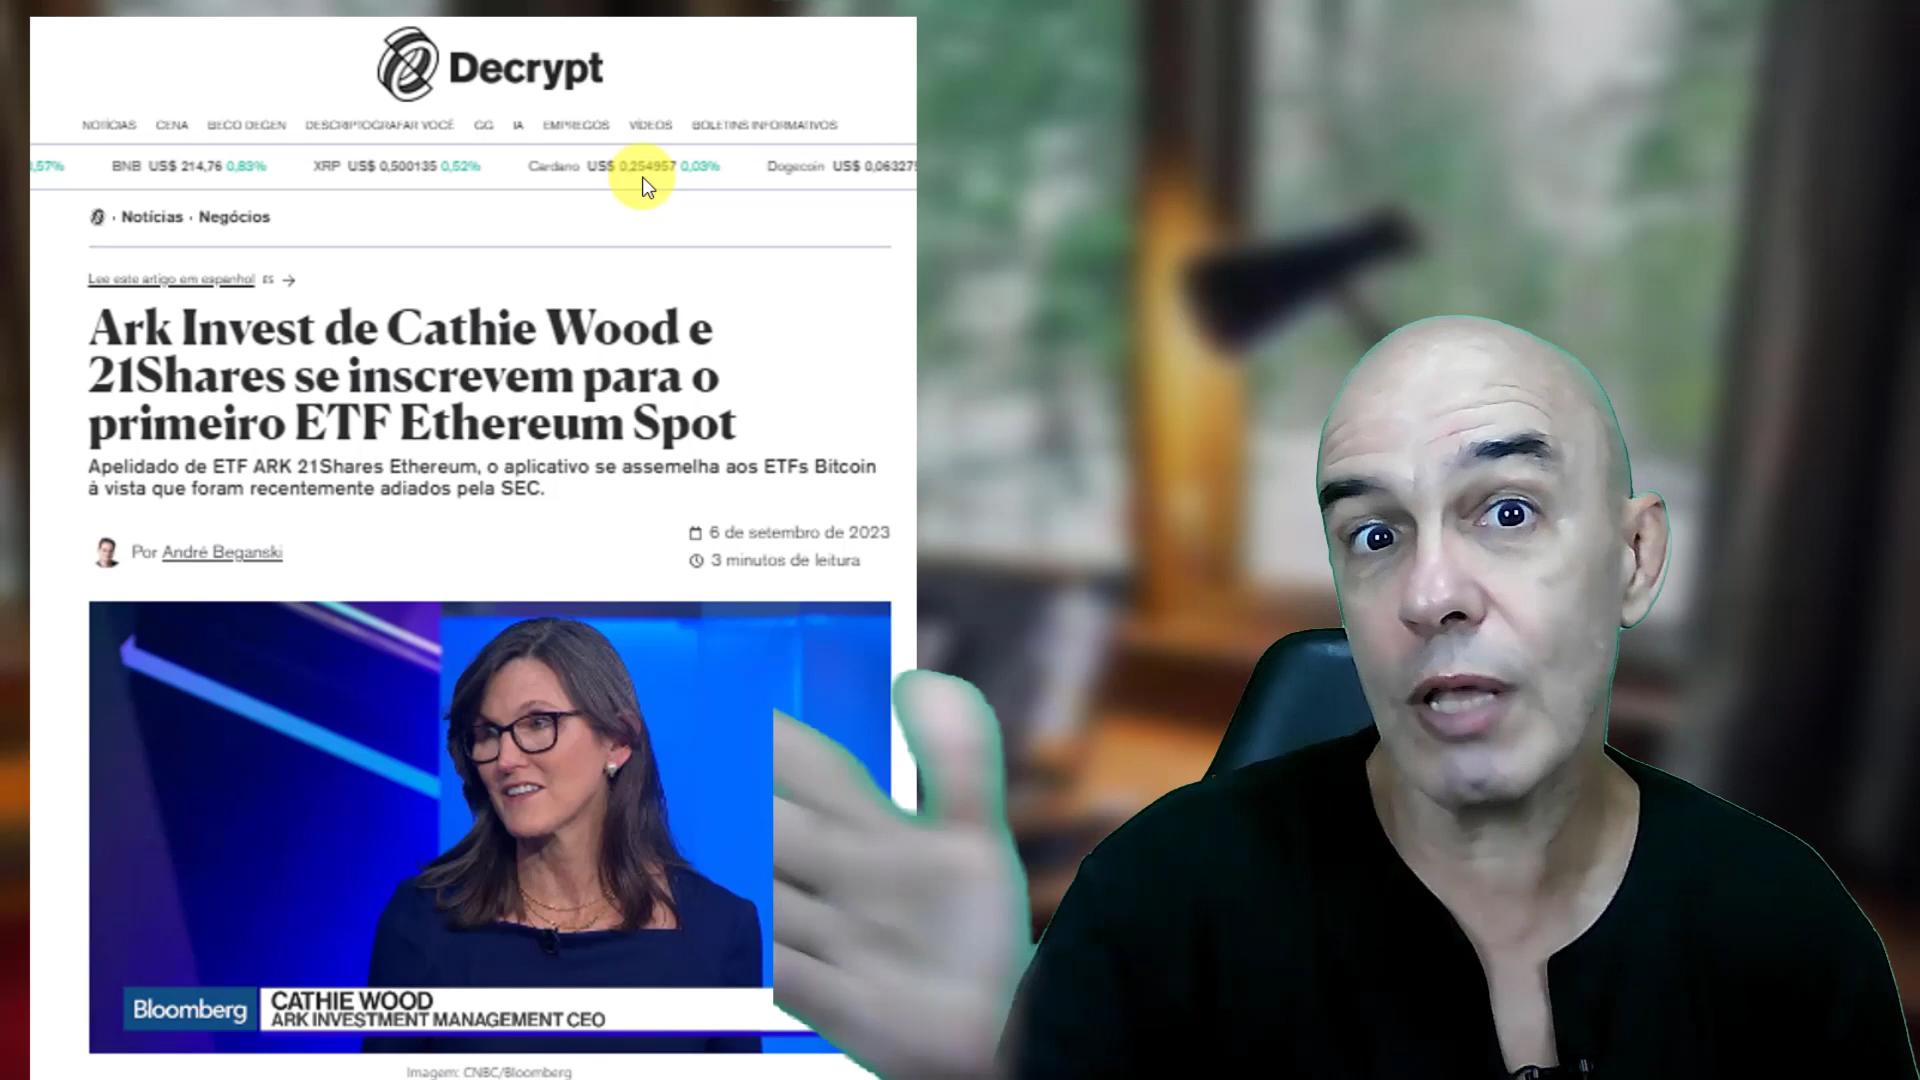 Decrypt
NOTÍCIAS CENA BECO DEGEN DESCRIPTOGRAFAR VOCÊ GG IA EMPREGOS VÍDEOS BOLETINS INFORMATIVOS
,57% BNB US$ 214,76 0,83% XRP US$ 0,500135 0,52% Cardano US$ 0,254957 0,03% Dogecoin US$ 0,06327
· Notícias · Negócios
Lee este artigo em espanhol ES →
Ark Invest de Cathie Wood e
21Shares se inscrevem para o
primeiro ETF Ethereum Spot
Apelidado de ETF ARK 21Shares Ethereum, o aplicativo se assemelha aos ETFs Bitcoin
à vista que foram recentemente adiados pela SEC.
6 de setembro de 2023
Por André Beganski
3 minutos de leitura
Bloomberg
CATHIE WOOD
ARK INVESTMENT MANAGEMENT CEO
Imagem: CNBC/Bloomberg